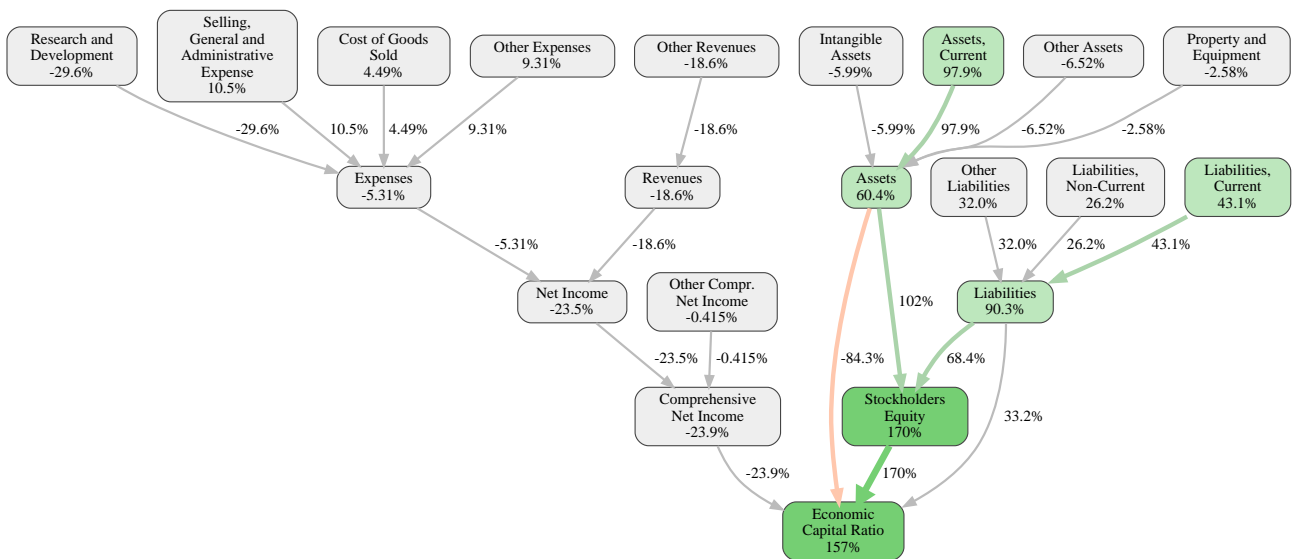 Research and
Development
-29.6%
Selling,
General and
Administrative
Expense
10.5%
Cost of Goods
Sold
4.49%
Other Expenses
9.31%
Other Revenues
-18.6%
Intangible
Assets
-5.99%
Assets,
Current
97.9%
Other Assets
-6.52%
Property and
Equipment
-2.58%
-29.6%
10.5%
4.49%
9.31%
-18.6%
-5.99%
97.9%
-6.52%
-2.58%
Expenses
-5.31%
Revenues
-18.6%
Assets
60.4%
Other
Liabilities
32.0%
Liabilities,
Non-Current
26.2%
Liabilities,
Current
43.1%
-5.31%
-18.6%
32.0%
26.2%
43.1%
Net Income
-23.5%
Other Compr.
Net Income
-0.415%
102%
Liabilities
90.3%
-23.5%
-0.415%
-84.3%
68.4%
Comprehensive
Net Income
-23.9%
Stockholders
Equity
170%
33.2%
-23.9%
170%
Economic
Capital Ratio
157%